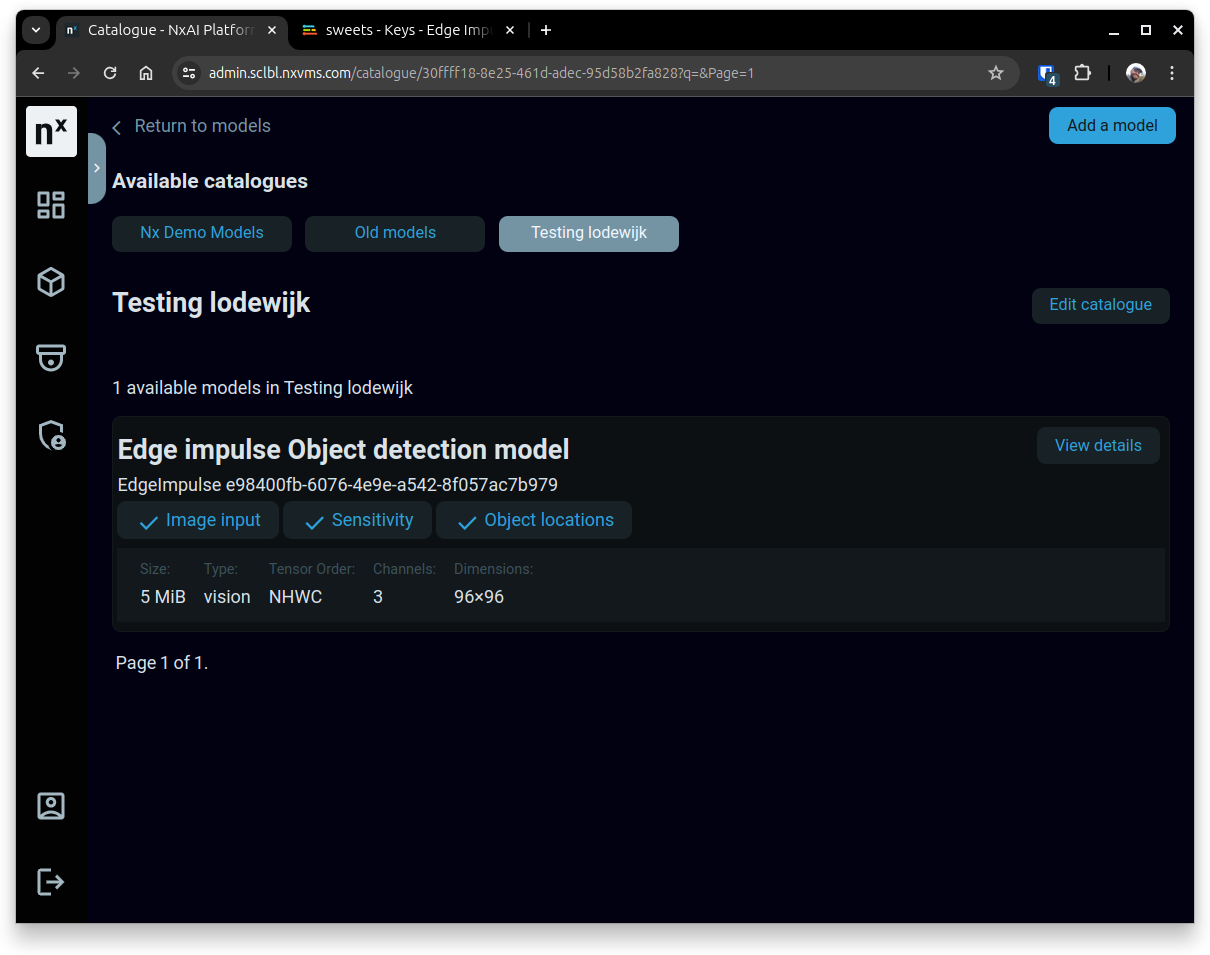 Catalogue - NxAI Platfor
sweets - Keys - Edge Imp
admin.sclbl.nxvms.com/catalogue/30ffff18-8e25-461d-adec-95d58b2fa828?q=&Page=1
4
nx
Return to models
Add a model
Available catalogues
Nx Demo Models
Old models
Testing lodewijk
Testing lodewijk
Edit catalogue
1 available models in Testing lodewijk
Edge impulse Object detection model
View details
EdgeImpulse e98400fb-6076-4e9e-a542-8f057ac7b979
Image input
Sensitivity
Object locations
Size: Type: Tensor Order: Channels: Dimensions:
5 MiB vision NHWC 3 96×96
Page 1 of 1.